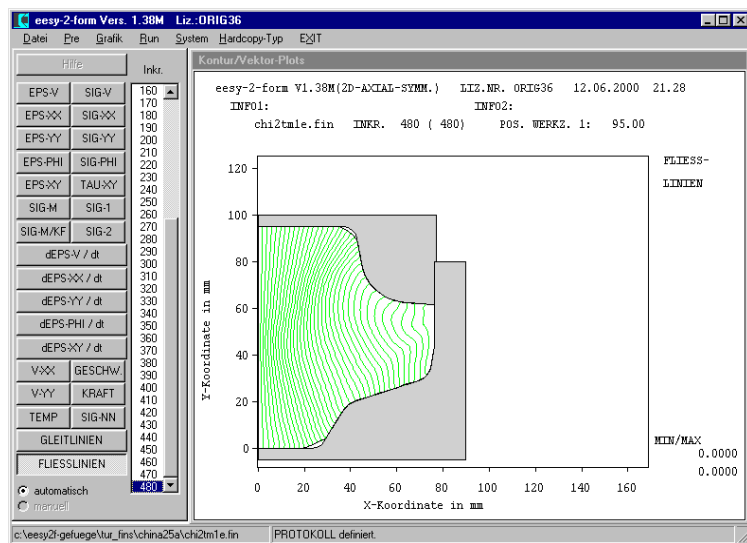 eesy-2-form Vers. 1.38M Liz.:ORIG36
Datei Pre Grafik Run System Hardcopy-Typ EXIT
Hilfe
Inkr.
EPS-V SIG-V
EPS-XX SIG-XX
EPS-YY SIG-YY
EPS-PHI SIG-PHI
EPS-XY TAU-XY
SIG-M SIG-1
SIG-M/KF SIG-2
dEPS-V / dt
dEPS-XX / dt
dEPS-YY / dt
dEPS-PHI / dt
dEPS-XY / dt
V-XX GESCHW.
V-YY KRAFT
TEMP SIG-NN
GLEITLINIEN
FLIESSLINIEN
automatisch
manuell
160
170
180
190
200
210
220
230
240
250
260
270
280
290
300
310
320
330
340
350
360
370
380
390
400
410
420
430
440
450
460
470
480
Kontur/Vektor-Plots
eesy-2-form V1.38M(2D-AXIAL-SYMM.) LIZ.NR. ORIG36 12.06.2000 21.28
INFO1: INFO2:
chi2tm1e.fin INKR. 480 ( 480) POS. WERKZ. 1: 95.00
FLIESS-
LINIEN
120
100
80
60
40
20
0
Y-Koordinate in mm
0 20 40 60 80 100 120 140 160
X-Koordinate in mm
MIN/MAX
0.0000
0.0000
c:\eesy2f-gefuege\tur_fins\china25a\chi2tm1e.fin PROTOKOLL definiert.